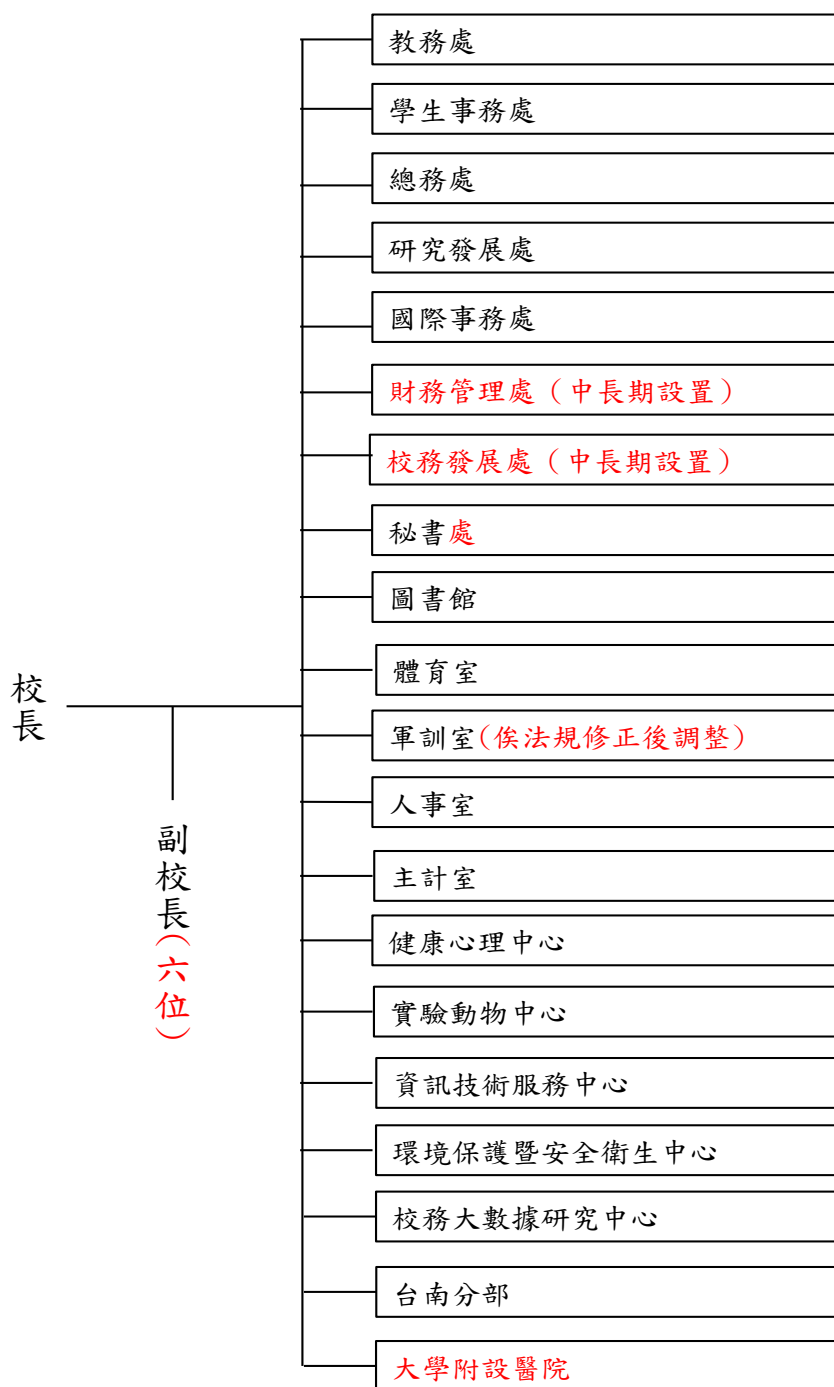 教務處
學生事務處
總務處
研究發展處
國際事務處
財務管理處（中長期設置）
校務發展處（中長期設置）
秘書處
圖書館
體育室
校長
軍訓室(俟法規修正後調整)
人事室
副校長(六位)
主計室
健康心理中心
實驗動物中心
資訊技術服務中心
環境保護暨安全衛生中心
校務大數據研究中心
台南分部
大學附設醫院